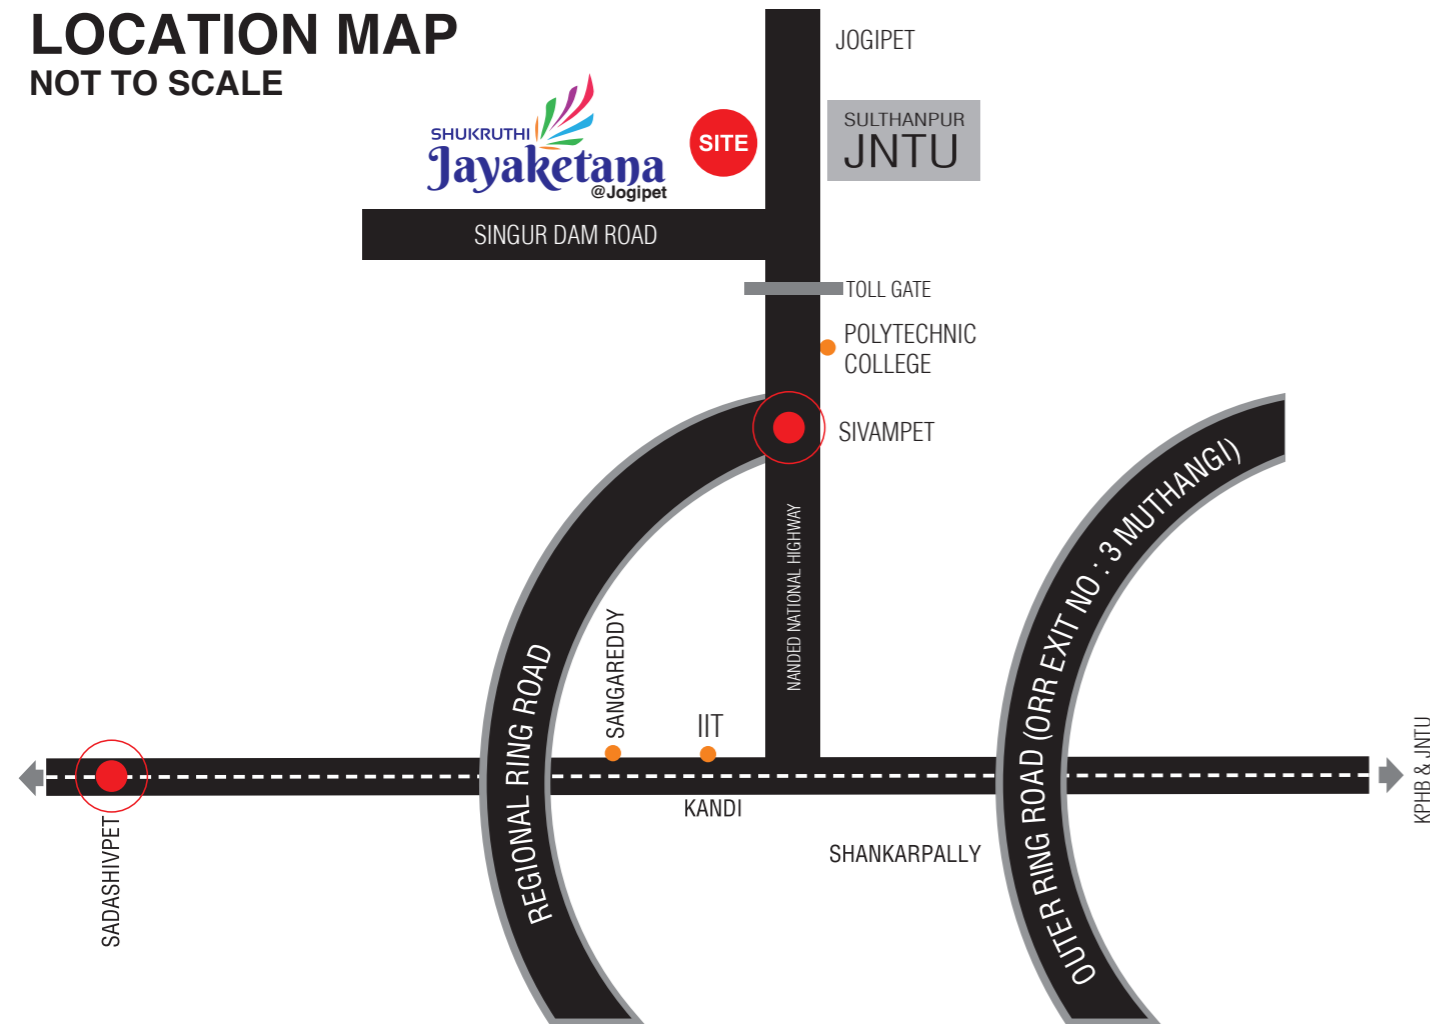 LOCATION MAP
NOT TO SCALE
JOGIPET
SHUKRUTHI
Jayaketana
@Jogipet
SITE
SULTHANPUR
JNTU
SINGUR DAM ROAD
TOLL GATE
POLYTECHNIC
COLLEGE
SIVAMPET
NANDED NATIONAL HIGHWAY
REGIONAL RING ROAD
SANGAREDDY
IIT
KANDI
SHANKARPALLY
OUTER RING ROAD (ORR EXIT NO : 3 MUTHANGI)
SADASHIVPET
KPHB & JNTU